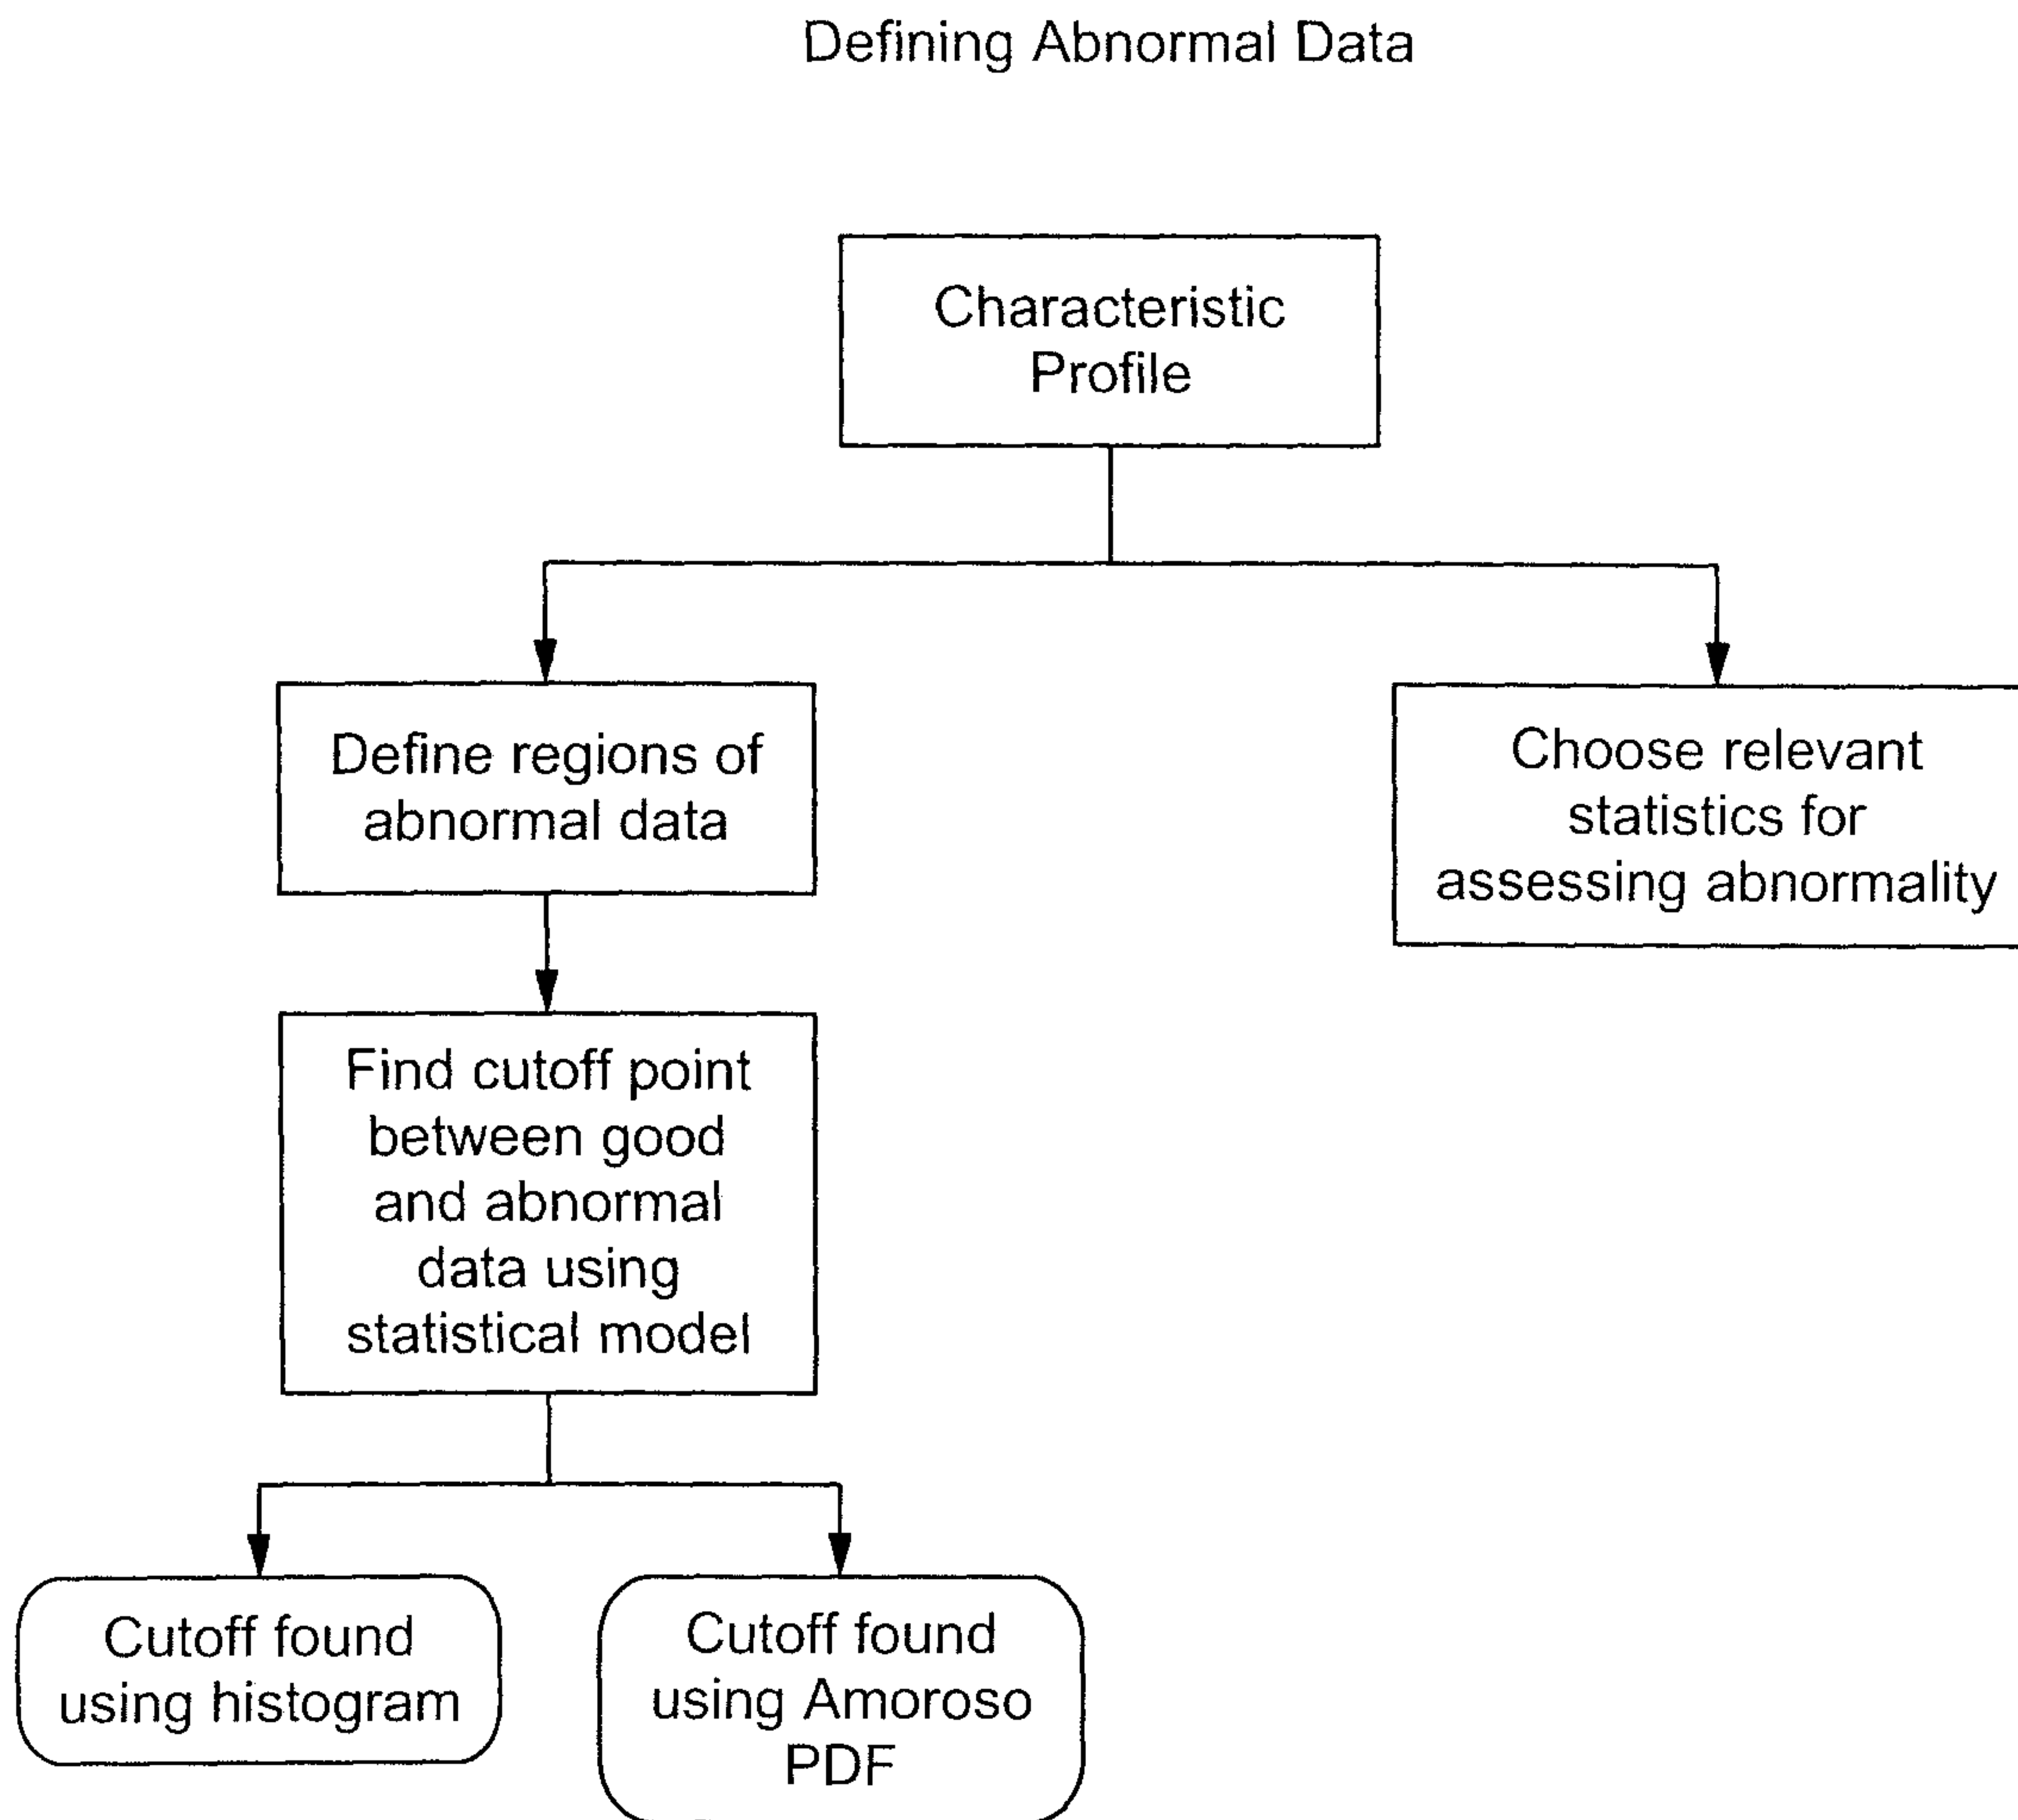 Defining Abnormal Data
Characteristic
Profile
Define regions of
abnormal data
Choose relevant
statistics for
assessing abnormality
Find cutoff point
between good
and abnormal
data using
statistical model
Cutoff found
using histogram
Cutoff found
using Amoroso
PDF